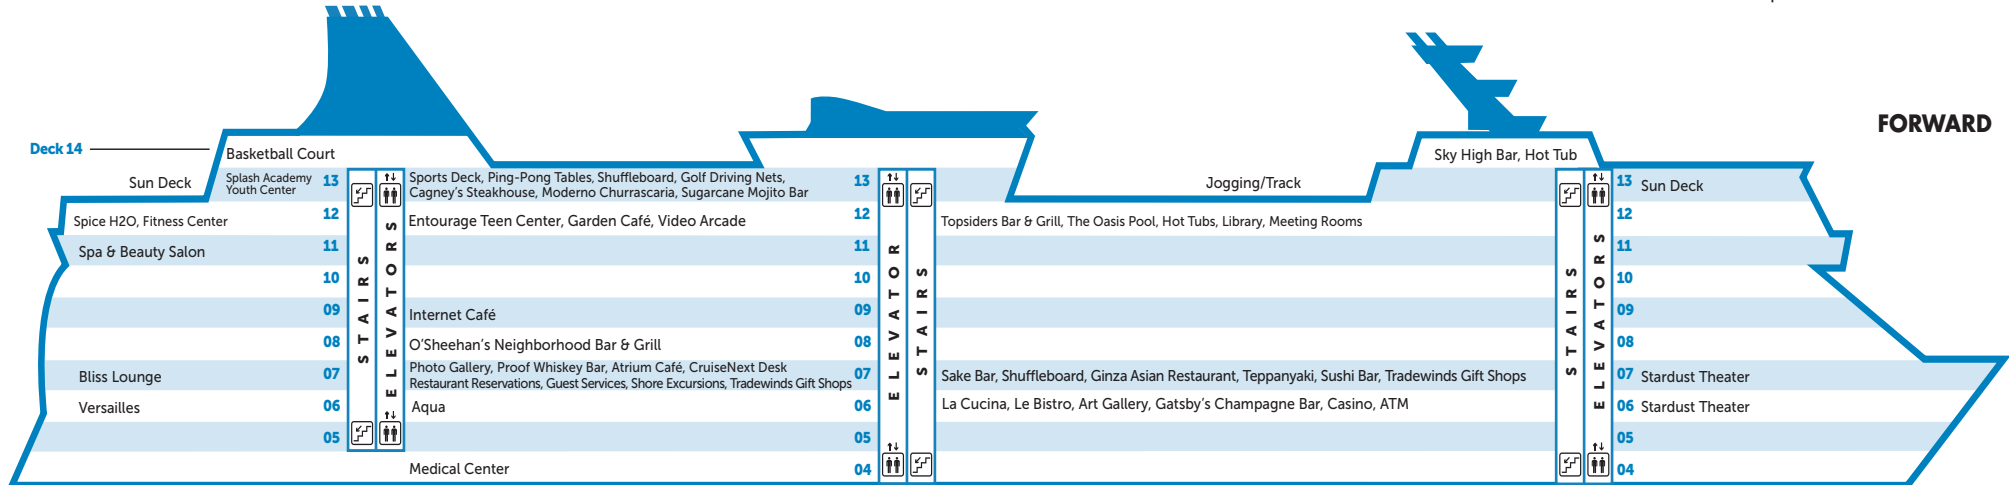 FORWARD
Deck 14
Basketball Court
Sky High Bar, Hot Tub
Sun Deck
Splash Academy
Youth Center
13
Sports Deck, Ping-Pong Tables, Shuffleboard, Golf Driving Nets,
Cagney's Steakhouse, Moderno Churrascaria, Sugarcane Mojito Bar
13
Jogging/Track
13
Sun Deck
Spice H2O, Fitness Center
12
Entourage Teen Center, Garden Café, Video Arcade
12
Topsiders Bar & Grill, The Oasis Pool, Hot Tubs, Library, Meeting Rooms
12
Spa & Beauty Salon
11
11
11
10
10
10
09
Internet Café
09
09
08
O'Sheehan's Neighborhood Bar & Grill
08
08
Bliss Lounge
07
Photo Gallery, Proof Whiskey Bar, Atrium Café, CruiseNext Desk
Restaurant Reservations, Guest Services, Shore Excursions, Tradewinds Gift Shops
07
Sake Bar, Shuffleboard, Ginza Asian Restaurant, Teppanyaki, Sushi Bar, Tradewinds Gift Shops
07
Stardust Theater
Versailles
06
Aqua
06
La Cucina, Le Bistro, Art Gallery, Gatsby's Champagne Bar, Casino, ATM
06
Stardust Theater
05
05
05
Medical Center
04
04
STAIRS
ELEVATORS
ELEVATOR
STAIRS
STAIRS
ELEVATORS